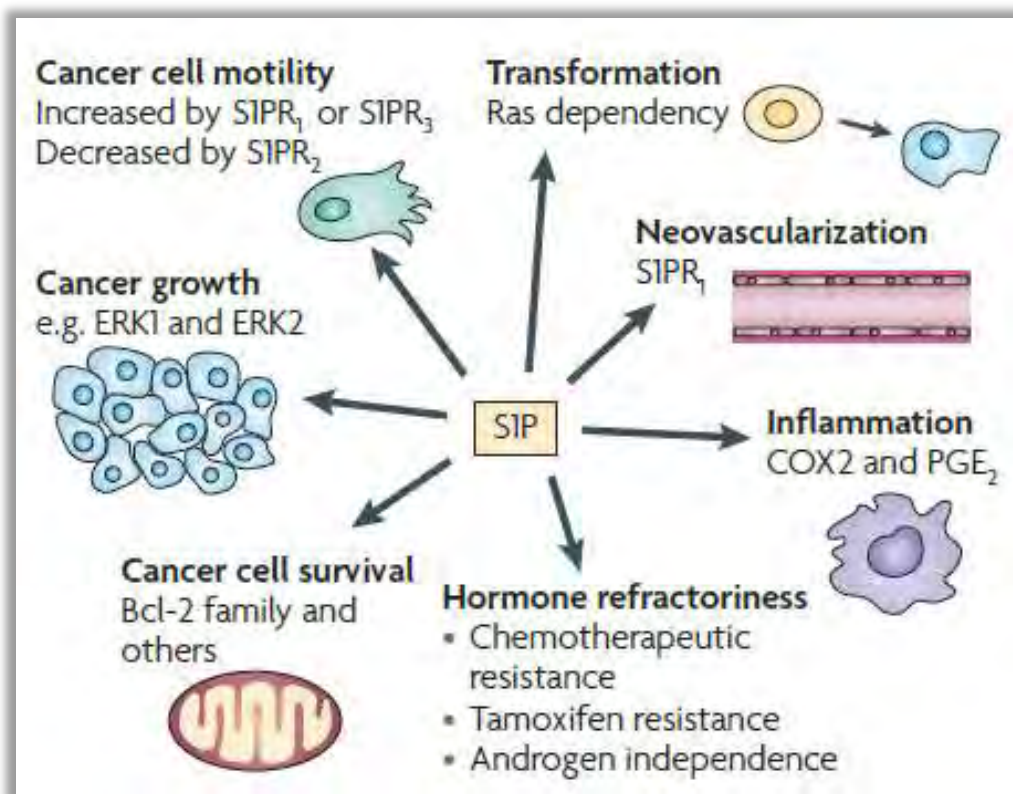 Cancer cell motility
Increased by S1PR₁ or S1PR₃
Decreased by S1PR₂
Transformation
Ras dependency
Neovascularization
S1PR₁
Cancer growth
e.g. ERK1 and ERK2
S1P
Inflammation
COX2 and PGE₂
Cancer cell survival
Bcl-2 family and
others
Hormone refractoriness
• Chemotherapeutic
resistance
• Tamoxifen resistance
• Androgen independence